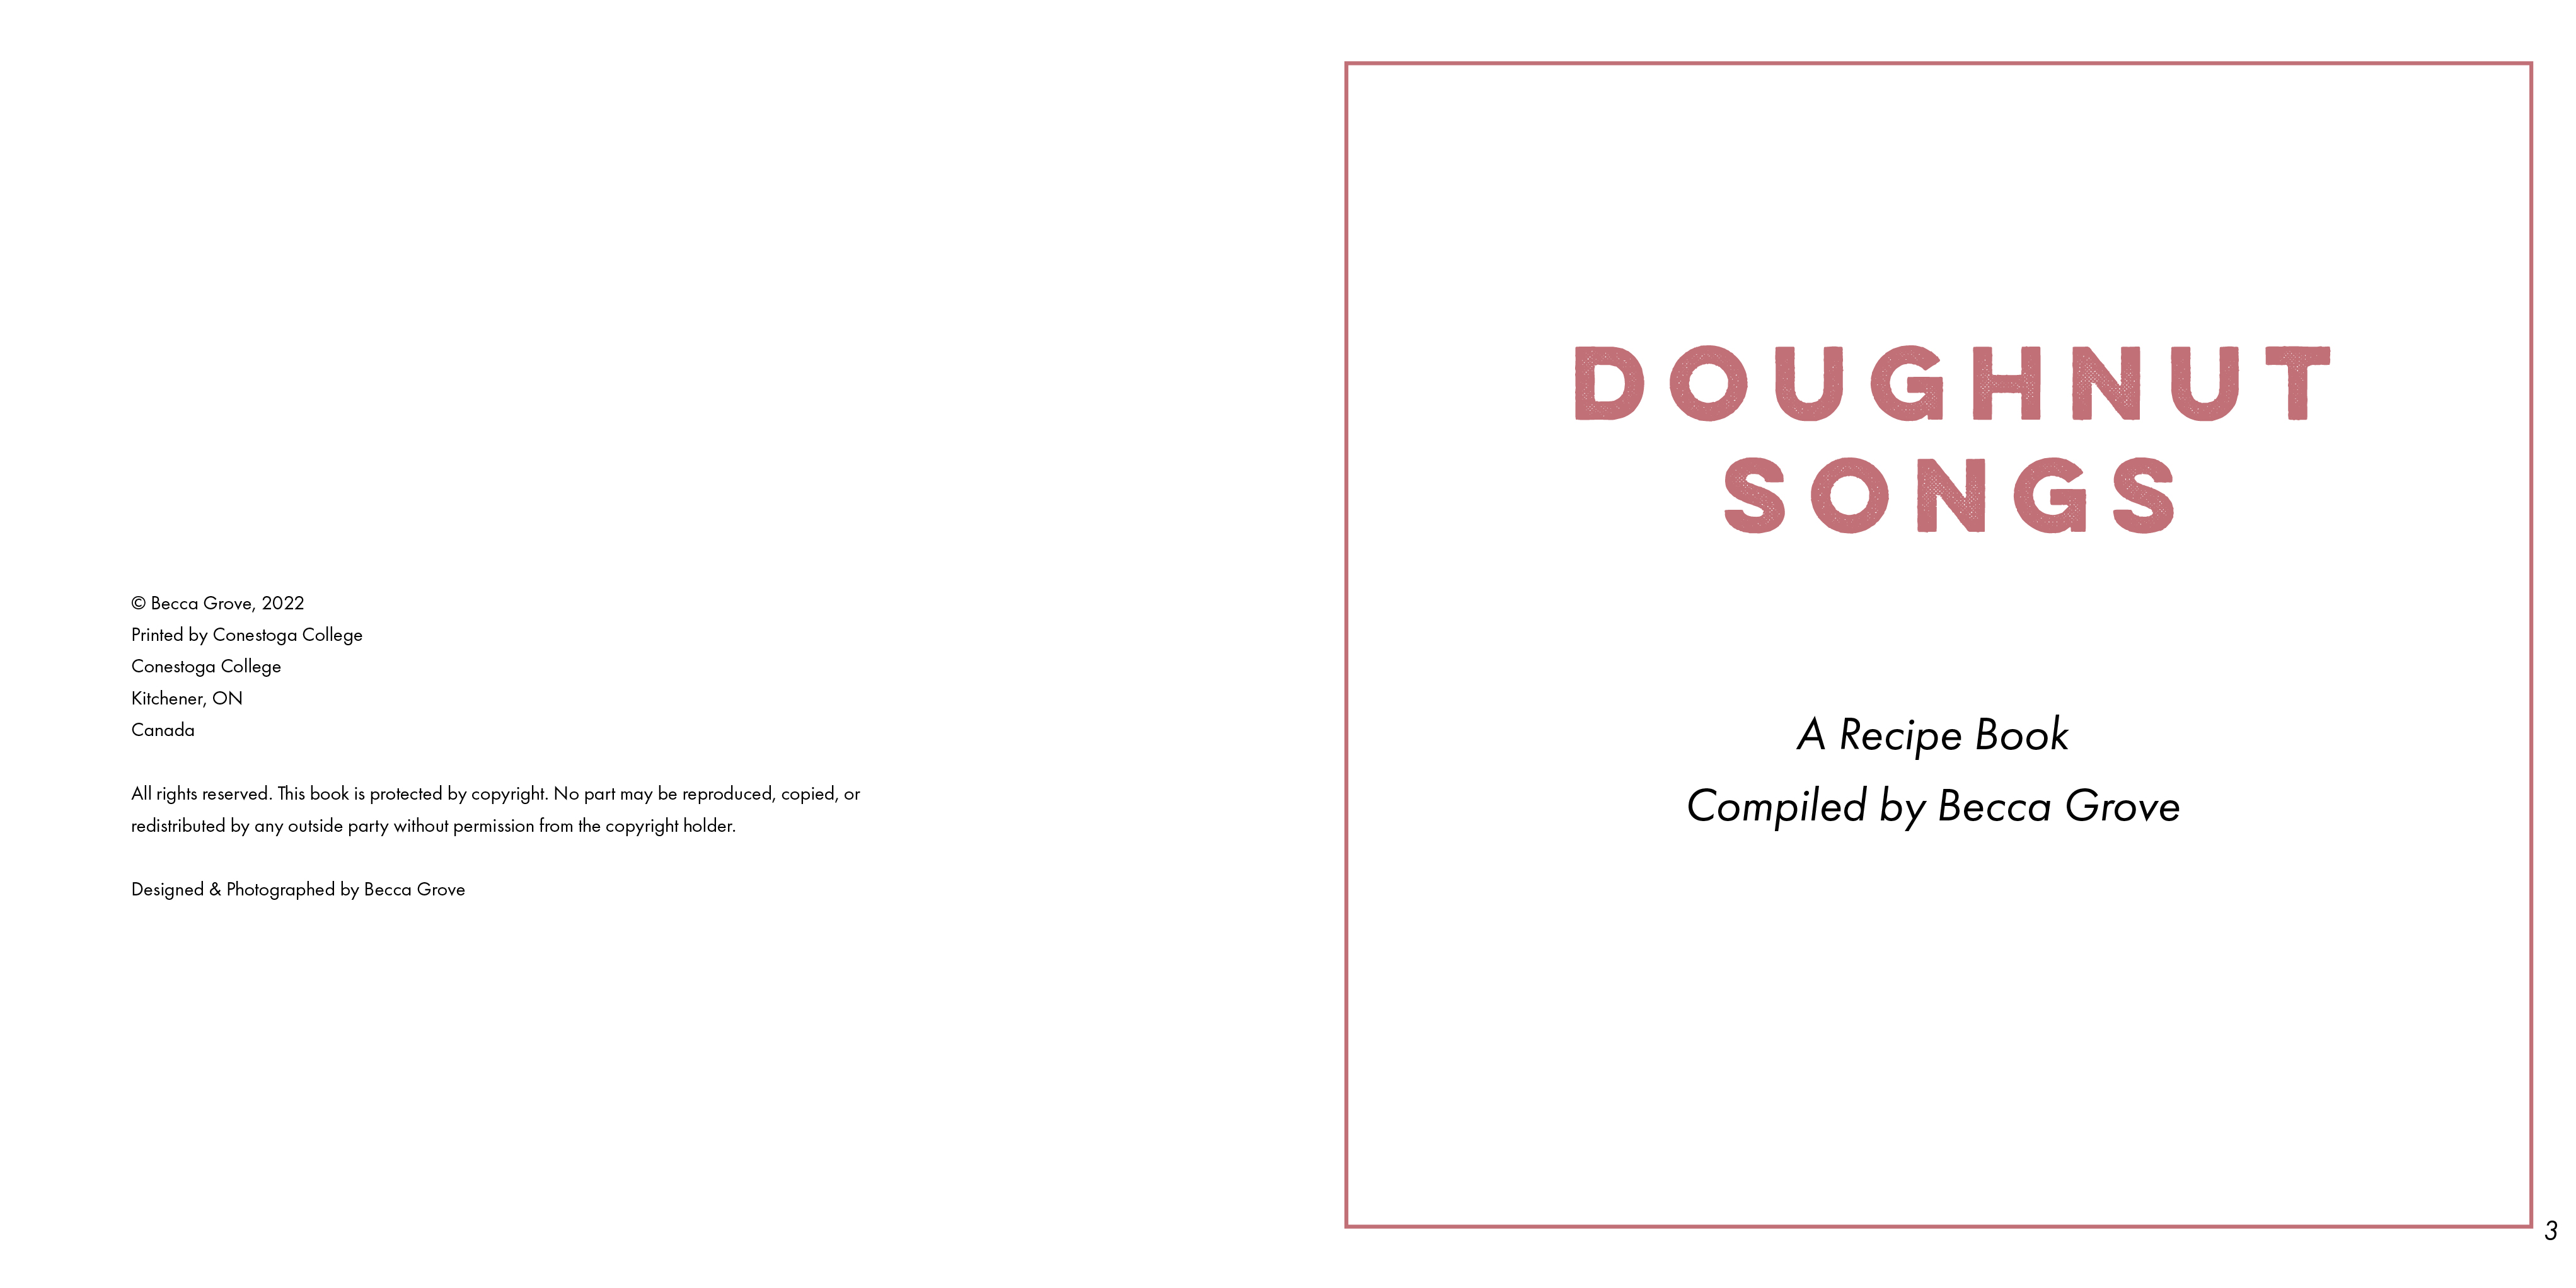 © Becca Grove, 2022
Printed by Conestoga College
Conestoga College
Kitchener, ON
Canada
All rights reserved. This book is protected by copyright. No part may be reproduced, copied, or
redistributed by any outside party without permission from the copyright holder.
Designed & Photographed by Becca Grove
DOUGHNUT
SONGS
A Recipe Book
Compiled by Becca Grove
3